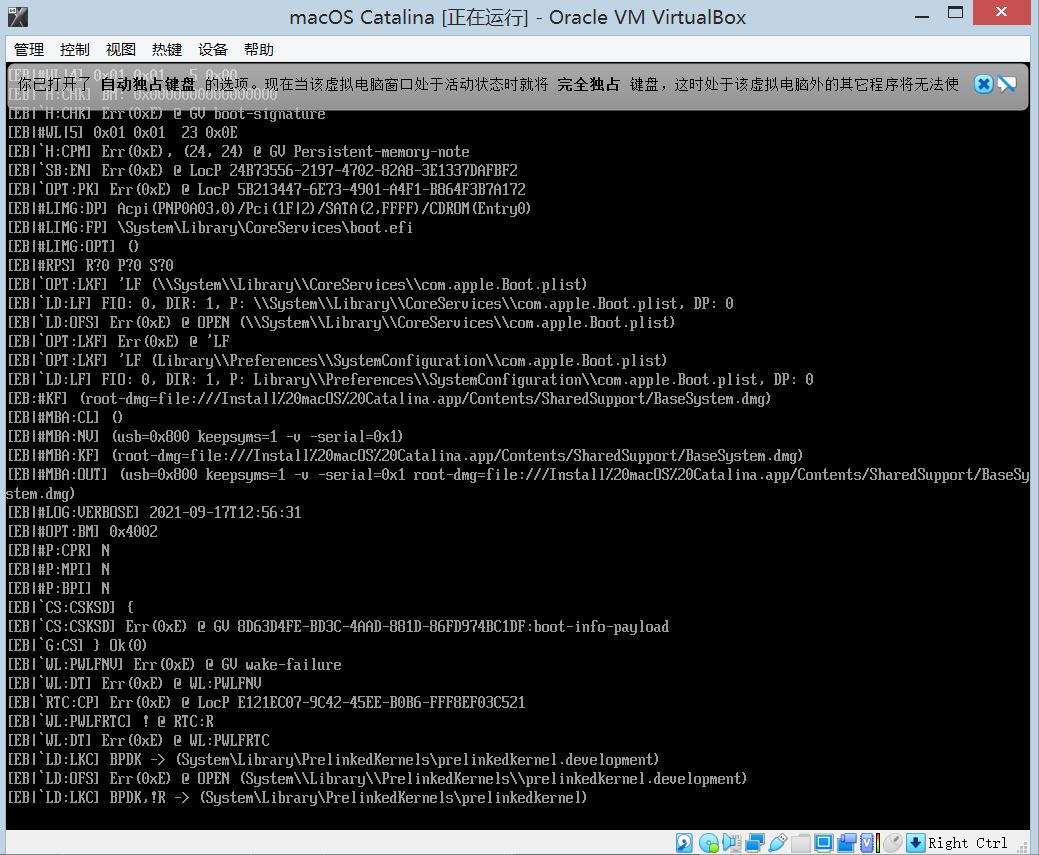 macOS Catalina [正在运行] - Oracle VM VirtualBox
管理 控制 视图 热键 设备 帮助
你已打开了 自动独占键盘 的选项。现在当该虚拟电脑窗口处于活动状态时就将 完全独占 键盘，这时处于该虚拟电脑外的其它程序将无法使
[EB|`H:CHK] Err(0xE) @ GV boot-signature
[EB|#WL|5] 0x01 0x01  23 0x0E
[EB|`H:CPM] Err(0xE), (24, 24) @ GV Persistent-memory-note
[EB|`SB:EN] Err(0xE) @ LocP 24B73556-2197-4702-82A8-3E1337DAFBF2
[EB|`OPT:PK] Err(0xE) @ LocP 5B213447-6E73-4901-A4F1-B864F3B7A172
[EB|#LIMG:DP] Acpi(PNP0A03,0)/Pci(1F|2)/SATA(2,FFFF)/CDROM(Entry0)
[EB|#LIMG:FP] \System\Library\CoreServices\boot.efi
[EB|#LIMG:OPT] ()
[EB|#RPS] R?0 P?0 S?0
[EB|`OPT:LXF] 'LF (\\System\\Library\\CoreServices\\com.apple.Boot.plist)
[EB|`LD:LF] FIO: 0, DIR: 1, P: \\System\\Library\\CoreServices\\com.apple.Boot.plist, DP: 0
[EB|`LD:OFS] Err(0xE) @ OPEN (\\System\\Library\\CoreServices\\com.apple.Boot.plist)
[EB|`OPT:LXF] Err(0xE) @ 'LF
[EB|`OPT:LXF] 'LF (Library\\Preferences\\SystemConfiguration\\com.apple.Boot.plist)
[EB|`LD:LF] FIO: 0, DIR: 1, P: Library\\Preferences\\SystemConfiguration\\com.apple.Boot.plist, DP: 0
[EB:#KF] (root-dmg=file:///Install%20macOS%20Catalina.app/Contents/SharedSupport/BaseSystem.dmg)
[EB|#MBA:CL] ()
[EB|#MBA:NV] (usb=0x800 keepsyms=1 -v -serial=0x1)
[EB|#MBA:KF] (root-dmg=file:///Install%20macOS%20Catalina.app/Contents/SharedSupport/BaseSystem.dmg)
[EB|#MBA:OUT] (usb=0x800 keepsyms=1 -v -serial=0x1 root-dmg=file:///Install%20macOS%20Catalina.app/Contents/SharedSupport/BaseSy
stem.dmg)
[EB|#LOG:VERBOSE] 2021-09-17T12:56:31
[EB|#OPT:BM] 0x4002
[EB|#P:CPR] N
[EB|#P:MPI] N
[EB|#P:BPI] N
[EB|`CS:CSKSD] {
[EB|`CS:CSKSD] Err(0xE) @ GV 8D63D4FE-BD3C-4AAD-881D-86FD974BC1DF:boot-info-payload
[EB|`G:CS] } Ok(0)
[EB|`WL:PWLFNV] Err(0xE) @ GV wake-failure
[EB|`WL:DT] Err(0xE) @ WL:PWLFNV
[EB|`RTC:CP] Err(0xE) @ LocP E121EC07-9C42-45EE-B0B6-FFF8EF03C521
[EB|`WL:PWLFRTC] ! @ RTC:R
[EB|`WL:DT] Err(0xE) @ WL:PWLFRTC
[EB|`LD:LKC] BPDK -> (System\Library\PrelinkedKernels\prelinkedkernel.development)
[EB|`LD:OFS] Err(0xE) @ OPEN (System\\Library\\PrelinkedKernels\\prelinkedkernel.development)
[EB|`LD:LKC] BPDK,!R -> (System\Library\PrelinkedKernels\prelinkedkernel)
Right Ctrl